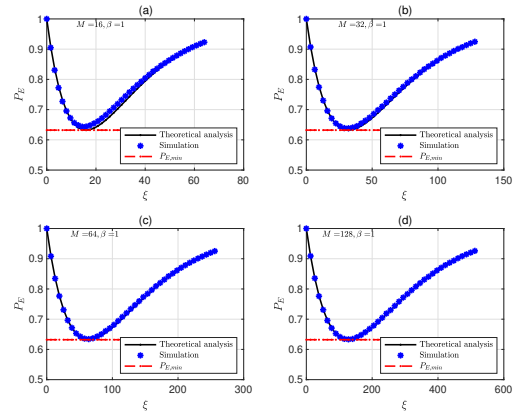 (a)
M =16, β =1
1
0.9
0.8
0.7
0.6
0.5
P_E
0 20 40 60 80
ξ
Theoretical analysis
Simulation
P_{E,min}
(b)
M =32, β =1
1
0.9
0.8
0.7
0.6
0.5
P_E
0 50 100 150
ξ
Theoretical analysis
Simulation
P_{E,min}
(c)
M =64, β =1
1
0.9
0.8
0.7
0.6
0.5
P_E
0 100 200 300
ξ
Theoretical analysis
Simulation
P_{E,min}
(d)
M =128, β =1
1
0.9
0.8
0.7
0.6
0.5
P_E
0 200 400 600
ξ
Theoretical analysis
Simulation
P_{E,min}